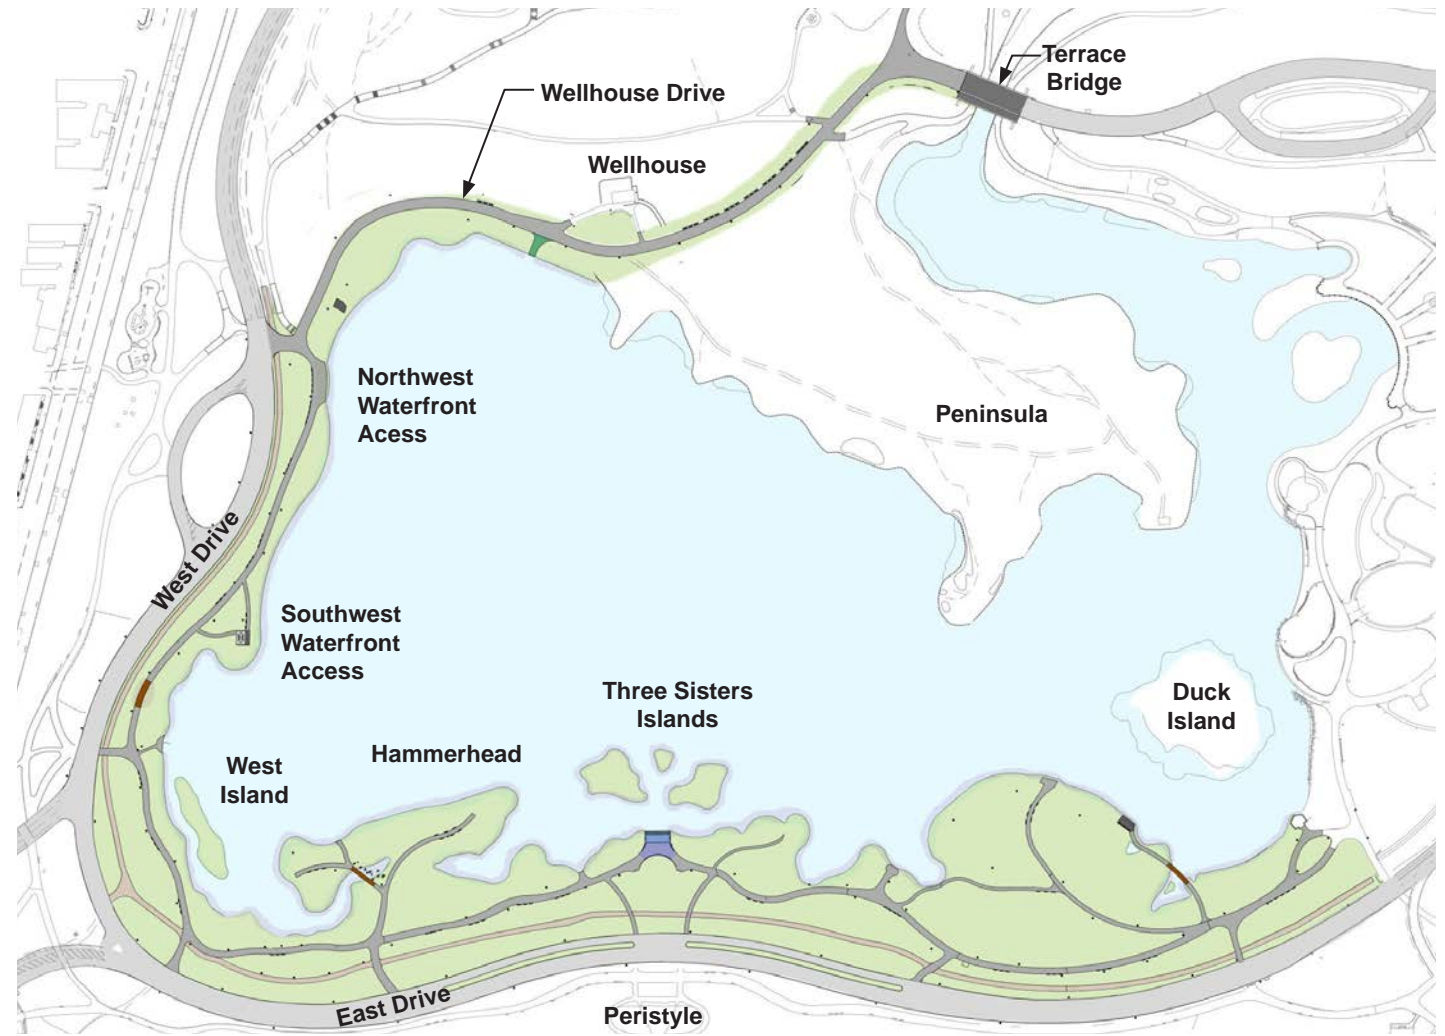 Terrace
Bridge
Wellhouse Drive
Wellhouse
Northwest
Waterfront
Acess
Peninsula
West Drive
Southwest
Waterfront
Access
Three Sisters
Islands
Duck
Island
Hammerhead
West
Island
East Drive
Peristyle